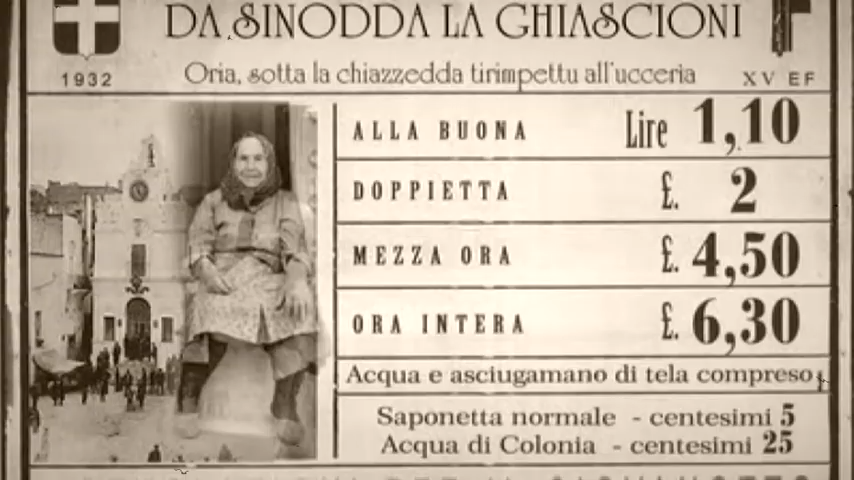 DA SINODDA LA GHIASCIONI
1932
Oria, sotta la chiazzedda tirimpettu all'ucceria
XV EF
ALLA BUONA Lire 1,10
DOPPIETTA £. 2
MEZZA ORA £. 4,50
ORA INTERA £. 6,30
Acqua e asciugamano di tela compreso
Saponetta normale - centesimi 5
Acqua di Colonia - centesimi 25